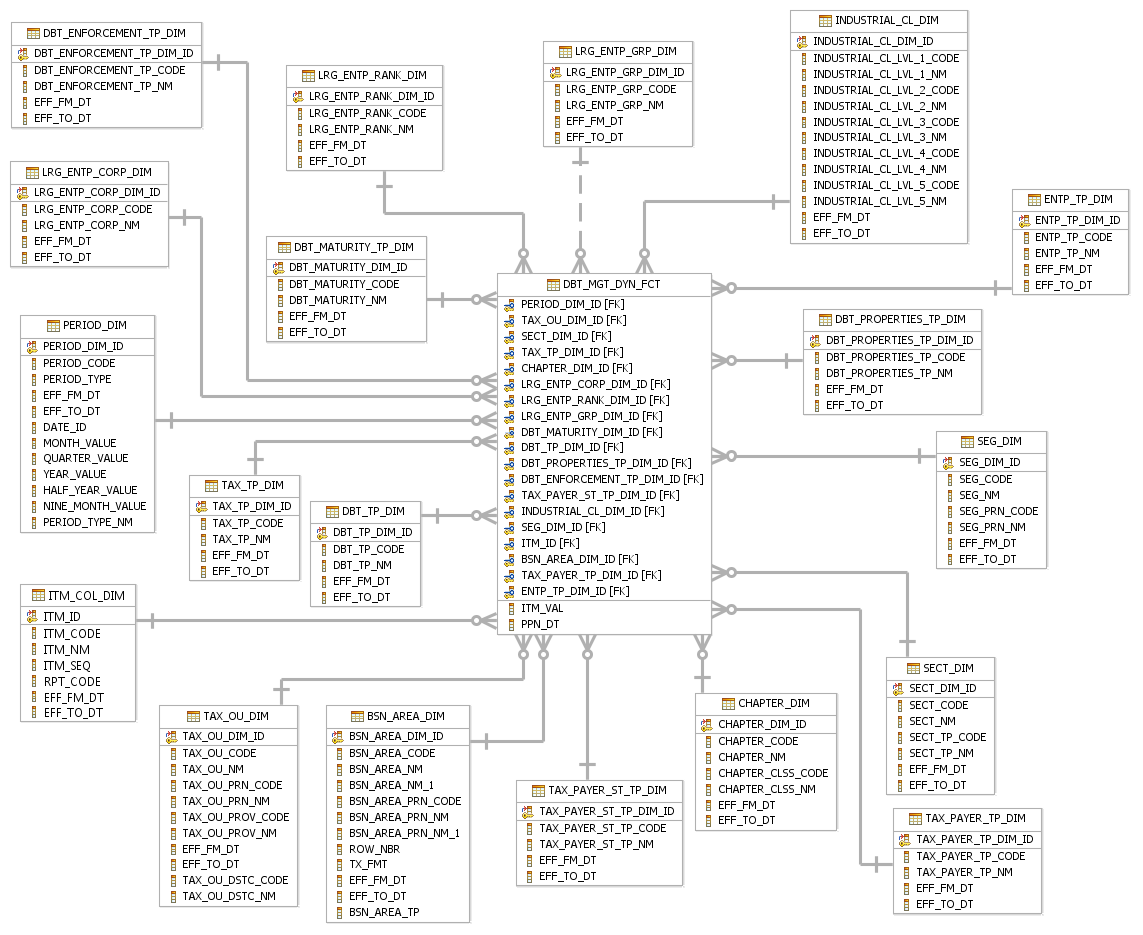 DBT_ENFORCEMENT_TP_DIM
DBT_ENFORCEMENT_TP_DIM_ID
DBT_ENFORCEMENT_TP_CODE
DBT_ENFORCEMENT_TP_NM
EFF_FM_DT
EFF_TO_DT
LRG_ENTP_RANK_DIM
LRG_ENTP_RANK_DIM_ID
LRG_ENTP_RANK_CODE
LRG_ENTP_RANK_NM
EFF_FM_DT
EFF_TO_DT
LRG_ENTP_GRP_DIM
LRG_ENTP_GRP_DIM_ID
LRG_ENTP_GRP_CODE
LRG_ENTP_GRP_NM
EFF_FM_DT
EFF_TO_DT
INDUSTRIAL_CL_DIM
INDUSTRIAL_CL_DIM_ID
INDUSTRIAL_CL_LVL_1_CODE
INDUSTRIAL_CL_LVL_1_NM
INDUSTRIAL_CL_LVL_2_CODE
INDUSTRIAL_CL_LVL_2_NM
INDUSTRIAL_CL_LVL_3_CODE
INDUSTRIAL_CL_LVL_3_NM
INDUSTRIAL_CL_LVL_4_CODE
INDUSTRIAL_CL_LVL_4_NM
INDUSTRIAL_CL_LVL_5_CODE
INDUSTRIAL_CL_LVL_5_NM
EFF_FM_DT
EFF_TO_DT
LRG_ENTP_CORP_DIM
LRG_ENTP_CORP_DIM_ID
LRG_ENTP_CORP_CODE
LRG_ENTP_CORP_NM
EFF_FM_DT
EFF_TO_DT
ENTP_TP_DIM
ENTP_TP_DIM_ID
ENTP_TP_CODE
ENTP_TP_NM
EFF_FM_DT
EFF_TO_DT
DBT_MATURITY_TP_DIM
DBT_MATURITY_DIM_ID
DBT_MATURITY_CODE
DBT_MATURITY_NM
EFF_FM_DT
EFF_TO_DT
DBT_MGT_DYN_FCT
PERIOD_DIM_ID [FK]
TAX_OU_DIM_ID [FK]
SECT_DIM_ID [FK]
TAX_TP_DIM_ID [FK]
CHAPTER_DIM_ID [FK]
LRG_ENTP_CORP_DIM_ID [FK]
LRG_ENTP_RANK_DIM_ID [FK]
LRG_ENTP_GRP_DIM_ID [FK]
DBT_MATURITY_DIM_ID [FK]
DBT_TP_DIM_ID [FK]
DBT_PROPERTIES_TP_DIM_ID [FK]
DBT_ENFORCEMENT_TP_DIM_ID [FK]
TAX_PAYER_ST_TP_DIM_ID [FK]
INDUSTRIAL_CL_DIM_ID [FK]
SEG_DIM_ID [FK]
ITM_ID [FK]
BSN_AREA_DIM_ID [FK]
TAX_PAYER_TP_DIM_ID [FK]
ENTP_TP_DIM_ID [FK]
ITM_VAL
PPN_DT
DBT_PROPERTIES_TP_DIM
DBT_PROPERTIES_TP_DIM_ID
DBT_PROPERTIES_TP_CODE
DBT_PROPERTIES_TP_NM
EFF_FM_DT
EFF_TO_DT
PERIOD_DIM
PERIOD_DIM_ID
PERIOD_CODE
PERIOD_TYPE
EFF_FM_DT
EFF_TO_DT
DATE_ID
MONTH_VALUE
QUARTER_VALUE
YEAR_VALUE
HALF_YEAR_VALUE
NINE_MONTH_VALUE
PERIOD_TYPE_NM
SEG_DIM
SEG_DIM_ID
SEG_CODE
SEG_NM
SEG_PRN_CODE
SEG_PRN_NM
EFF_FM_DT
EFF_TO_DT
TAX_TP_DIM
TAX_TP_DIM_ID
TAX_TP_CODE
TAX_TP_NM
EFF_FM_DT
EFF_TO_DT
DBT_TP_DIM
DBT_TP_DIM_ID
DBT_TP_CODE
DBT_TP_NM
EFF_FM_DT
EFF_TO_DT
ITM_COL_DIM
ITM_ID
ITM_CODE
ITM_NM
ITM_SEQ
RPT_CODE
EFF_FM_DT
EFF_TO_DT
SECT_DIM
SECT_DIM_ID
SECT_CODE
SECT_NM
SECT_TP_CODE
SECT_TP_NM
EFF_FM_DT
EFF_TO_DT
TAX_OU_DIM
TAX_OU_DIM_ID
TAX_OU_CODE
TAX_OU_NM
TAX_OU_PRN_CODE
TAX_OU_PRN_NM
TAX_OU_PROV_CODE
TAX_OU_PROV_NM
EFF_FM_DT
EFF_TO_DT
TAX_OU_DSTC_CODE
TAX_OU_DSTC_NM
BSN_AREA_DIM
BSN_AREA_DIM_ID
BSN_AREA_CODE
BSN_AREA_NM
BSN_AREA_NM_1
BSN_AREA_PRN_CODE
BSN_AREA_PRN_NM
BSN_AREA_PRN_NM_1
ROW_NBR
TX_FMT
EFF_FM_DT
EFF_TO_DT
BSN_AREA_TP
CHAPTER_DIM
CHAPTER_DIM_ID
CHAPTER_CODE
CHAPTER_NM
CHAPTER_CLSS_CODE
CHAPTER_CLSS_NM
EFF_FM_DT
EFF_TO_DT
TAX_PAYER_ST_TP_DIM
TAX_PAYER_ST_TP_DIM_ID
TAX_PAYER_ST_TP_CODE
TAX_PAYER_ST_TP_NM
EFF_FM_DT
EFF_TO_DT
TAX_PAYER_TP_DIM
TAX_PAYER_TP_DIM_ID
TAX_PAYER_TP_CODE
TAX_PAYER_TP_NM
EFF_FM_DT
EFF_TO_DT